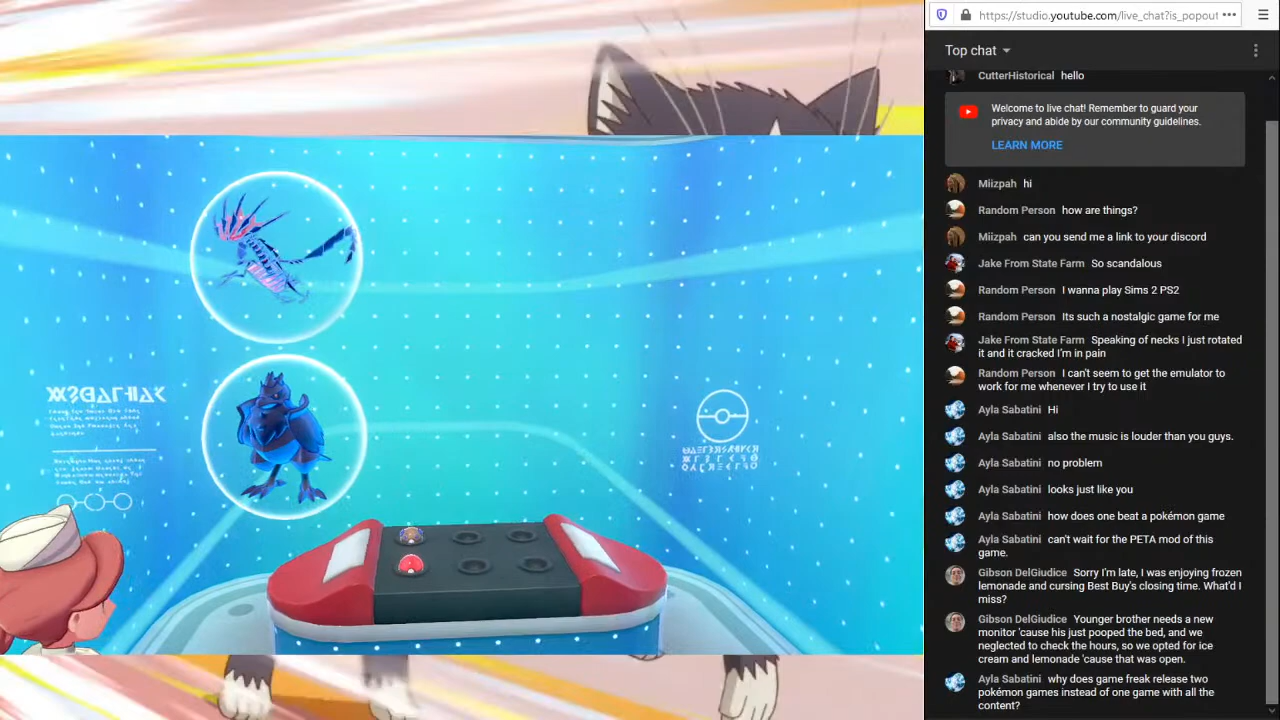 https://studio.youtube.com/live_chat?is_popout
Top chat
CutterHistorical hello
Welcome to live chat! Remember to guard your
privacy and abide by our community guidelines.
LEARN MORE
Miizpah hi
Random Person how are things?
Miizpah can you send me a link to your discord
Jake From State Farm So scandalous
Random Person I wanna play Sims 2 PS2
Random Person Its such a nostalgic game for me
Jake From State Farm Speaking of necks I just rotated
it and it cracked I'm in pain
Random Person I can't seem to get the emulator to
work for me whenever I try to use it
Ayla Sabatini Hi
Ayla Sabatini also the music is louder than you guys.
Ayla Sabatini no problem
Ayla Sabatini looks just like you
Ayla Sabatini how does one beat a pokémon game
Ayla Sabatini can't wait for the PETA mod of this
game.
Gibson DelGiudice Sorry I'm late, I was enjoying frozen
lemonade and cursing Best Buy's closing time. What'd I
miss?
Gibson DelGiudice Younger brother needs a new
monitor 'cause his just pooped the bed, and we
neglected to check the hours, so we opted for ice
cream and lemonade 'cause that was open.
Ayla Sabatini why does game freak release two
pokémon games instead of one game with all the
content?